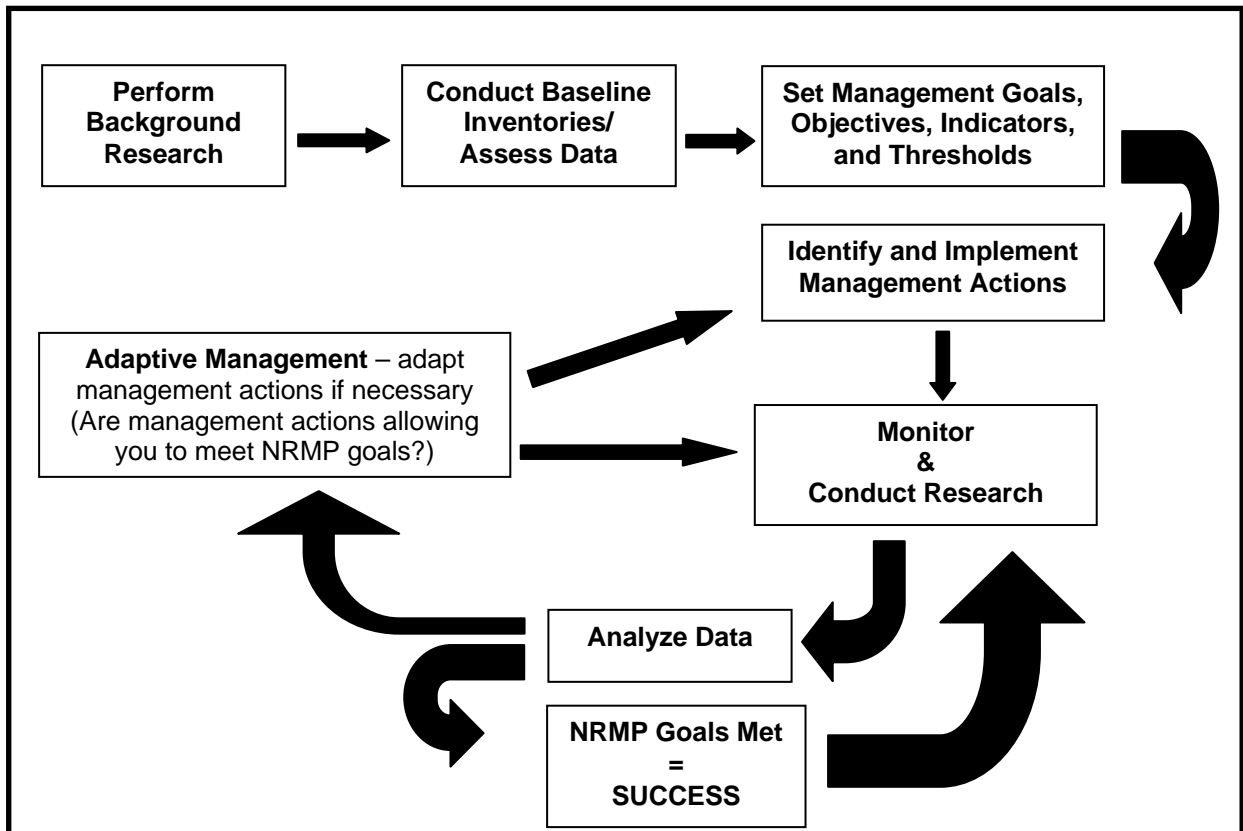 Perform
Background
Research
Conduct Baseline
Inventories/
Assess Data
Set Management Goals,
Objectives, Indicators,
and Thresholds
Identify and Implement
Management Actions
Adaptive Management – adapt
management actions if necessary
(Are management actions allowing
you to meet NRMP goals?)
Monitor
&
Conduct Research
Analyze Data
NRMP Goals Met
=
SUCCESS